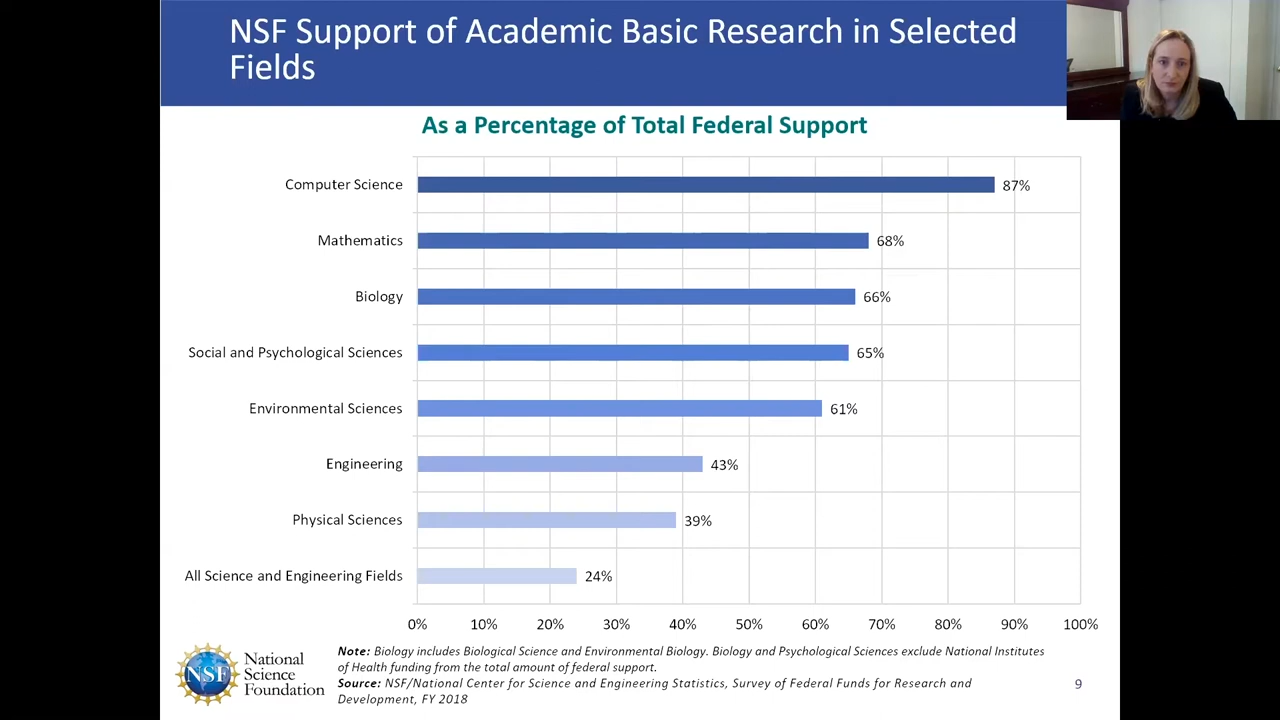 NSF Support of Academic Basic Research in Selected
Fields
As a Percentage of Total Federal Support
Computer Science 87%
Mathematics 68%
Biology 66%
Social and Psychological Sciences 65%
Environmental Sciences 61%
Engineering 43%
Physical Sciences 39%
All Science and Engineering Fields 24%
0% 10% 20% 30% 40% 50% 60% 70% 80% 90% 100%
NSF
National
Science
Foundation
Note: Biology includes Biological Science and Environmental Biology. Biology and Psychological Sciences exclude National Institutes
of Health funding from the total amount of federal support.
Source: NSF/National Center for Science and Engineering Statistics, Survey of Federal Funds for Research and
Development, FY 2018
9